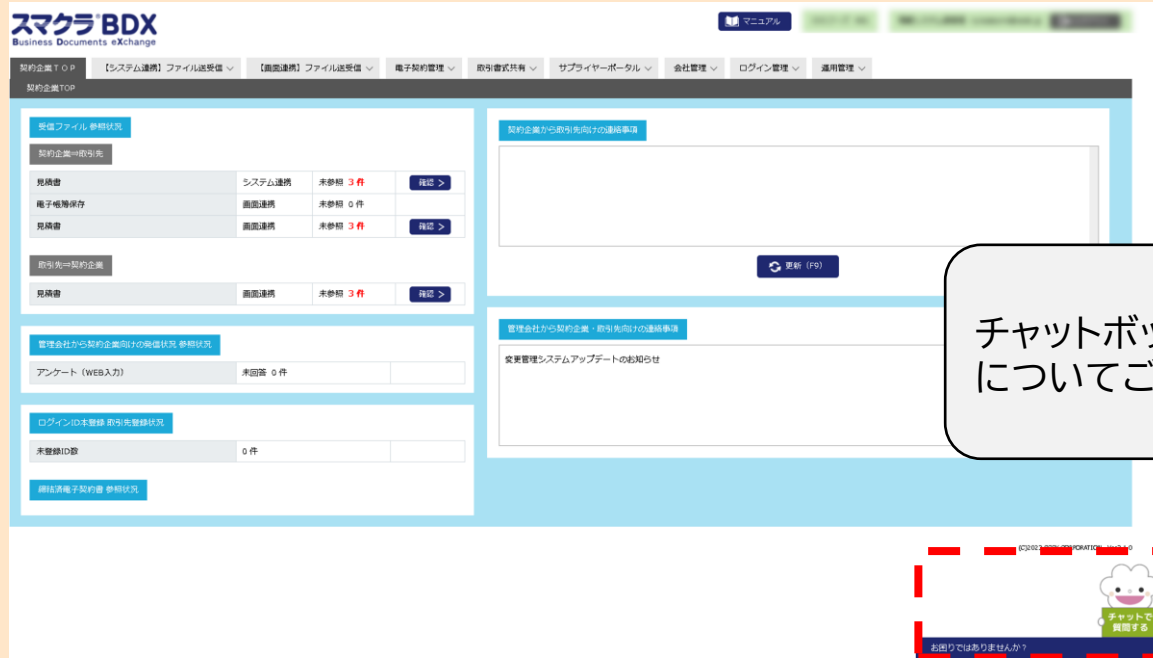 スマクラ BDX
Business Documents eXchange
マニュアル
契約企業TOP
【システム連携】ファイル送受信
【画面連携】ファイル送受信
電子契約管理
取引書式共有
サプライヤーポータル
会社管理
ログイン管理
運用管理
契約企業TOP
受信ファイル 参照状況
契約企業⇒取引先
見積書 システム連携 未参照 3 件 確認 >
電子帳簿保存 画面連携 未参照 0 件
見積書 画面連携 未参照 3 件 確認 >
取引先⇒契約企業
見積書 画面連携 未参照 3 件 確認 >
管理会社から契約企業向けの発信状況 参照状況
アンケート（WEB入力） 未回答 0 件
ログインID本登録 取引先登録状況
未登録ID数 0 件
締結済電子契約書 参照状況
契約企業から取引先向けの連絡事項
更新（F9）
管理会社から契約企業・取引先向けの連絡事項
変更管理システムアップデートのお知らせ
チャットボッ
についてご
(C)2023
チャットで
質問する
お困りではありませんか？